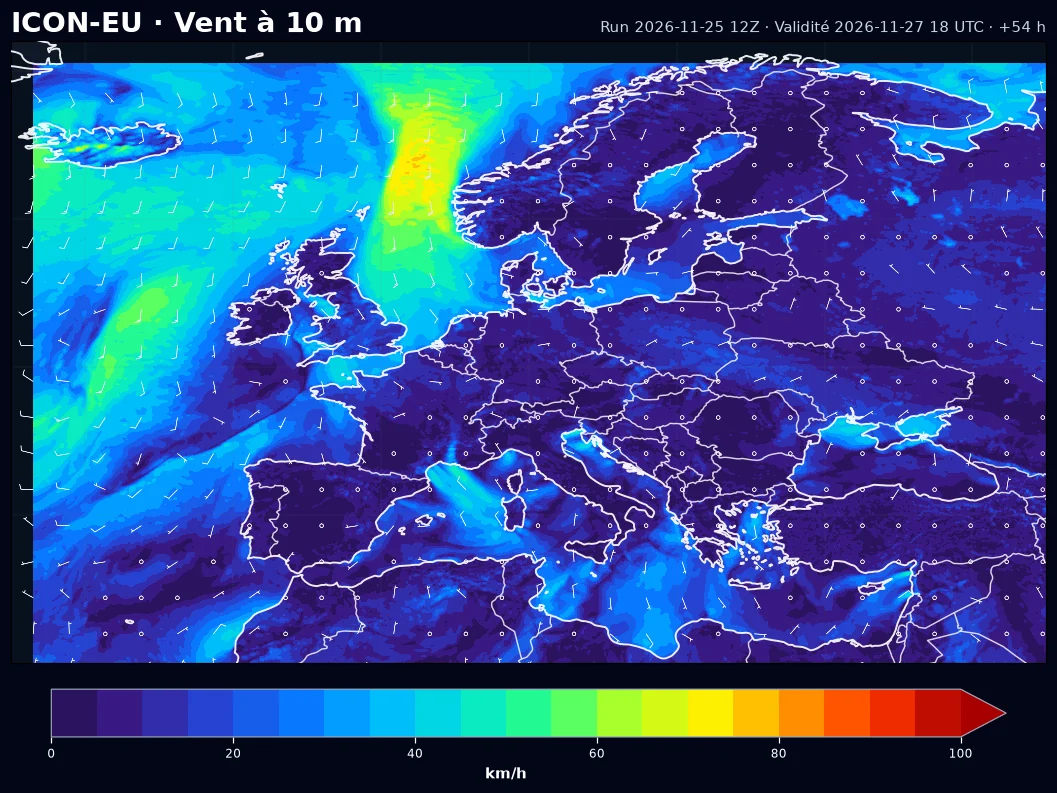 ICON-EU · Vent à 10 m
Run 2026-11-25 12Z · Validité 2026-11-27 18 UTC · +54 h
0 20 40 60 80 100
km/h